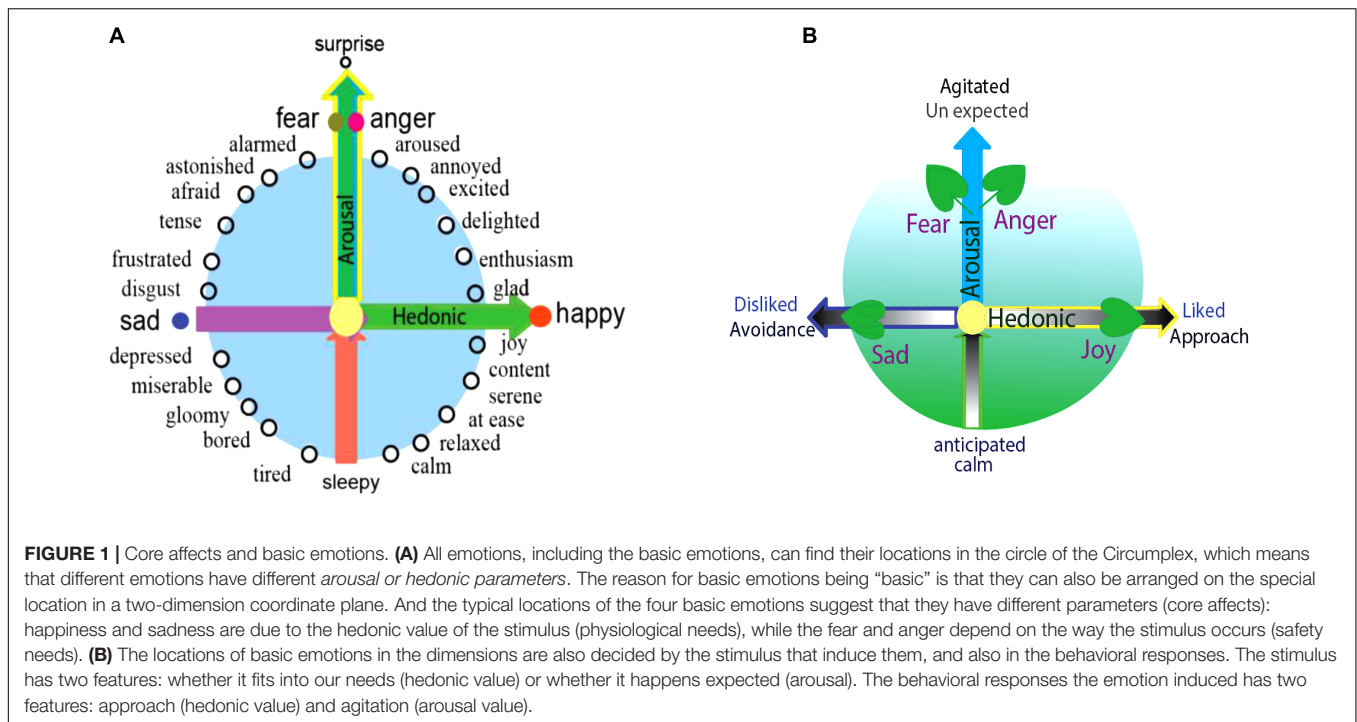 A
surprise
fear
anger
alarmed
aroused
astonished
annoyed
afraid
excited
tense
delighted
frustrated
enthusiasm
disgust
glad
Arousal
sad
Hedonic
happy
depressed
joy
miserable
content
gloomy
serene
bored
at ease
tired
relaxed
calm
sleepy
B
Agitated
Un expected
Fear
Anger
Arousal
Disliked
Avoidance
Hedonic
Liked
Approach
Sad
Joy
anticipated
calm
FIGURE 1 | Core affects and basic emotions. (A) All emotions, including the basic emotions, can find their locations in the circle of the Circumplex, which means
that different emotions have different arousal or hedonic parameters. The reason for basic emotions being “basic” is that they can also be arranged on the special
location in a two-dimension coordinate plane. And the typical locations of the four basic emotions suggest that they have different parameters (core affects):
happiness and sadness are due to the hedonic value of the stimulus (physiological needs), while the fear and anger depend on the way the stimulus occurs (safety
needs). (B) The locations of basic emotions in the dimensions are also decided by the stimulus that induce them, and also in the behavioral responses. The stimulus
has two features: whether it fits into our needs (hedonic value) or whether it happens expected (arousal). The behavioral responses the emotion induced has two
features: approach (hedonic value) and agitation (arousal value).